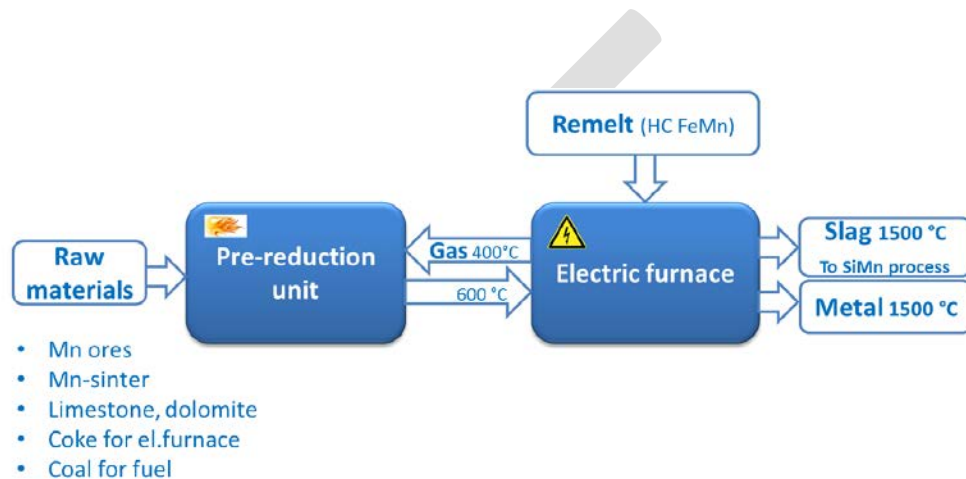 Remelt (HC FeMn)
Raw
materials
Pre-reduction
unit
Gas 400°C
600 °C
Electric furnace
Slag 1500 °C
To SiMn process
Metal 1500 °C
• Mn ores
• Mn-sinter
• Limestone, dolomite
• Coke for el.furnace
• Coal for fuel